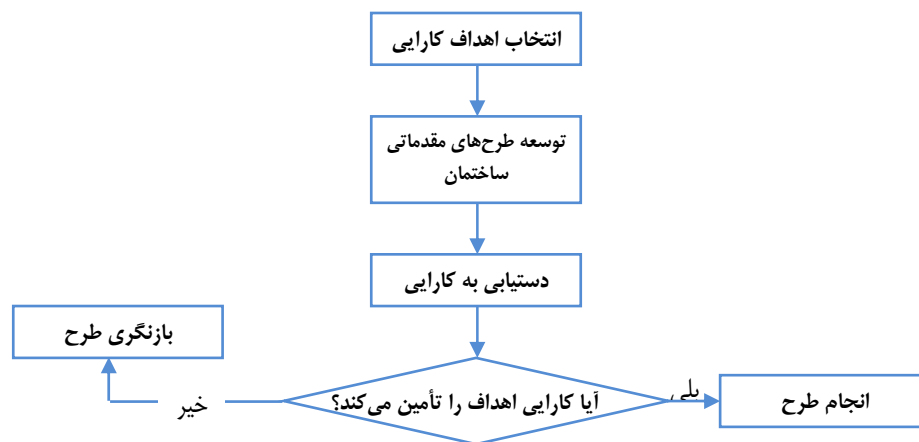 انتخاب اهداف کارایی
توسعه طرح‌های مقدماتی
ساختمان
دستیابی به کارایی
بازنگری طرح
آیا کارایی اهداف را تأمین می‌کند؟
بلی
خیر
انجام طرح